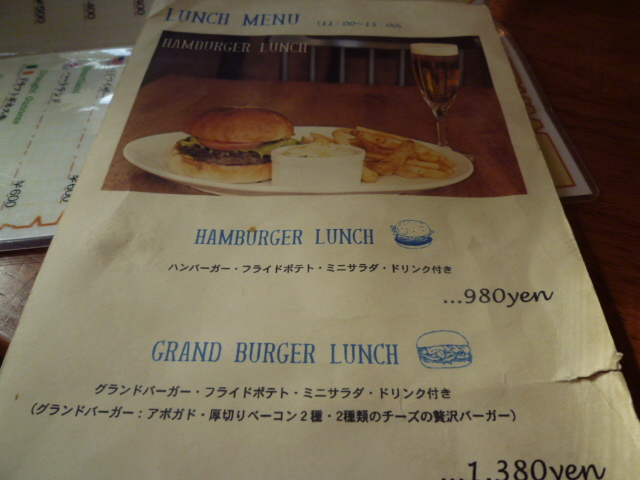 LUNCH MENU (11:00~15:00)
HAMBURGER LUNCH
HAMBURGER LUNCH
ハンバーガー・フライドポテト・ミニサラダ・ドリンク付き
...980yen
GRAND BURGER LUNCH
グランドバーガー・フライドポテト・ミニサラダ・ドリンク付き
(グランドバーガー：アボガド・厚切りベーコン2種・2種類のチーズの贅沢バーガー)
...1,380yen
¥600